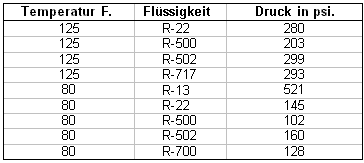 Temperatur F. Flüssigkeit Druck in psi.
125 R-22 280
125 R-500 203
125 R-502 299
125 R-717 293
80 R-13 521
80 R-22 145
80 R-500 102
80 R-502 160
80 R-700 128